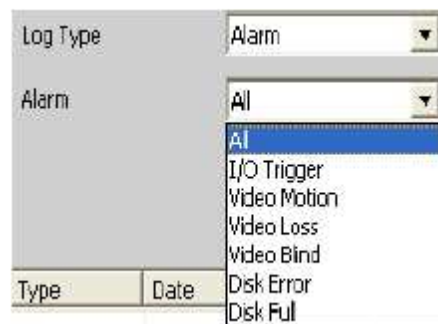 Log Type Alarm
Alarm All
All
I/O Trigger
Video Motion
Video Loss
Video Blind
Type Date Disk Error
Disk Full